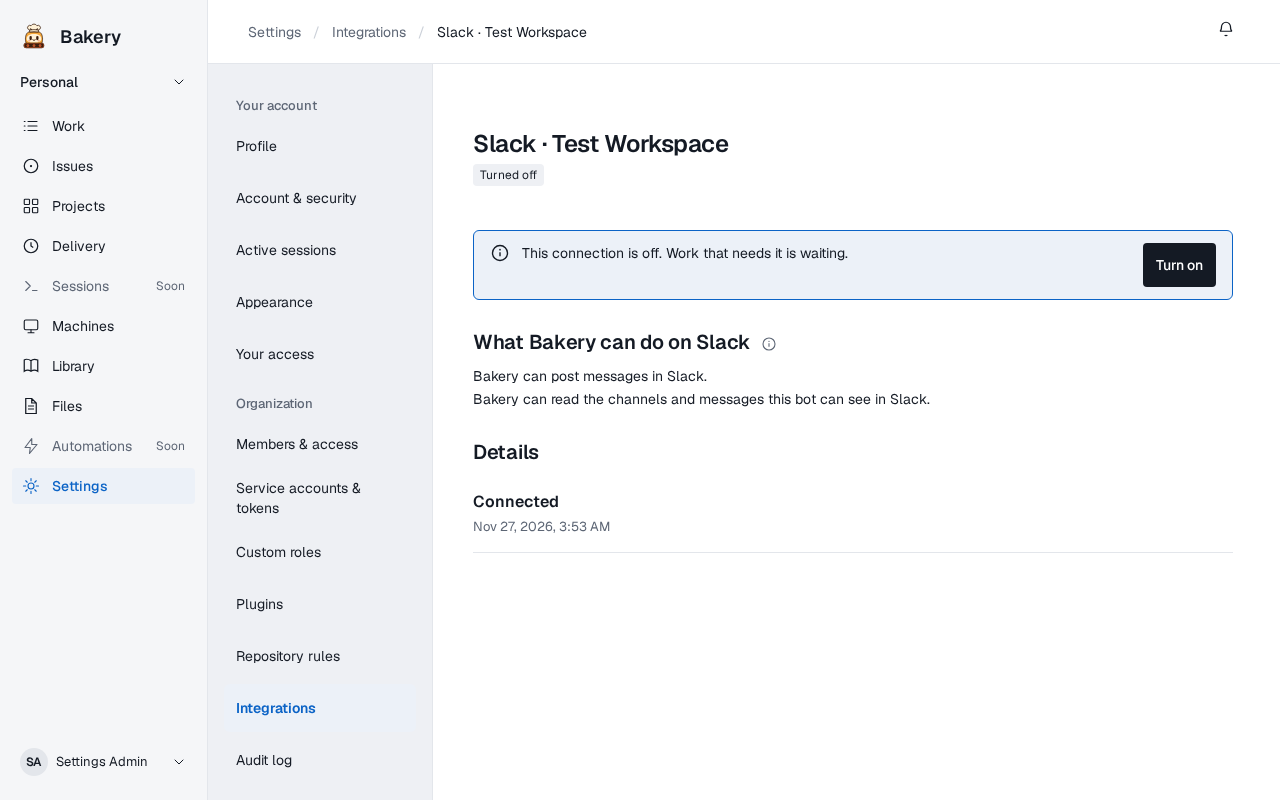 Bakery
Personal
Work
Issues
Projects
Delivery
Sessions Soon
Machines
Library
Files
Automations Soon
Settings
SA Settings Admin
Settings / Integrations / Slack · Test Workspace
Your account
Profile
Account & security
Active sessions
Appearance
Your access
Organization
Members & access
Service accounts &
tokens
Custom roles
Plugins
Repository rules
Integrations
Audit log
Slack · Test Workspace
Turned off
This connection is off. Work that needs it is waiting.
Turn on
What Bakery can do on Slack
Bakery can post messages in Slack.
Bakery can read the channels and messages this bot can see in Slack.
Details
Connected
Nov 27, 2026, 3:53 AM